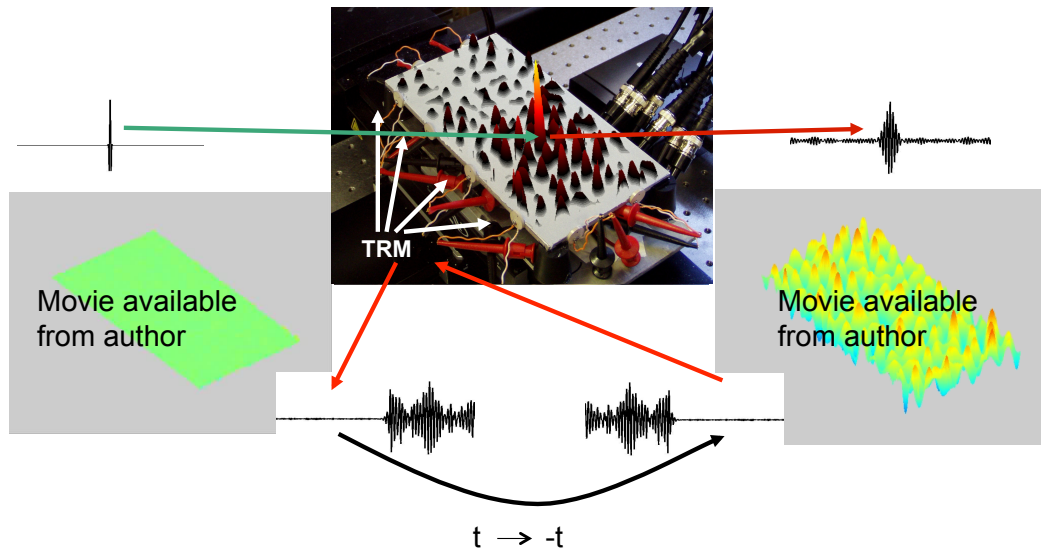 TRM
Movie available
from author
Movie available
from author
t → -t